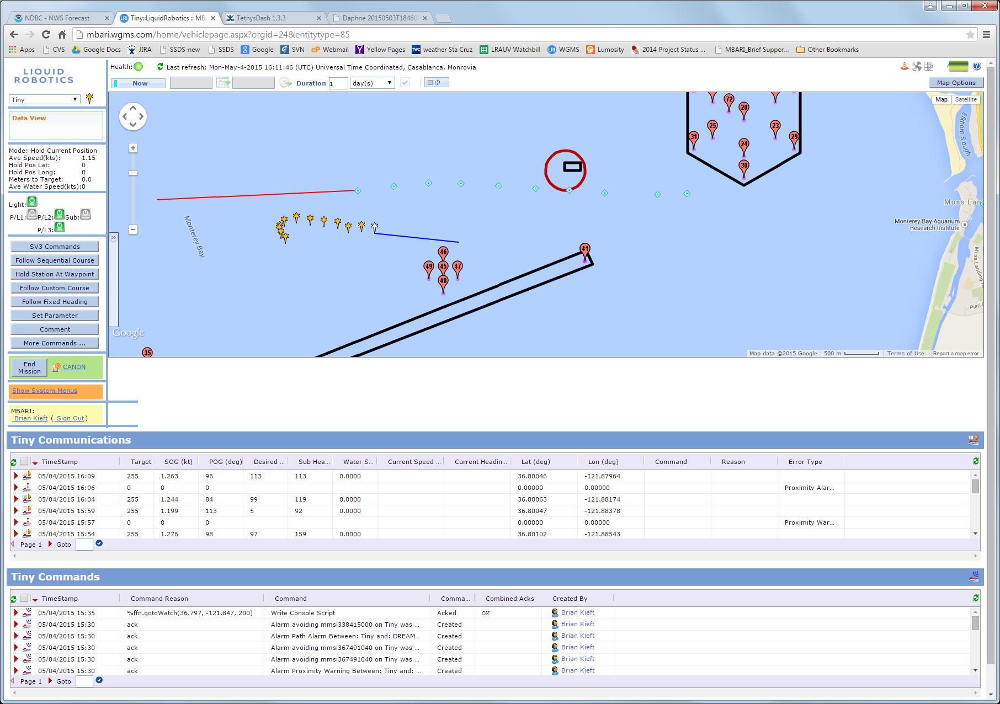 NDBC - NWS Forecast
Tiny::LiquidRobotics :: MB
TethysDash 1.3.3
Daphne 20150503T18460
mbari.wgms.com/home/vehiclepage.aspx?orgid=24&entitytype=85
Apps CVS Google Docs JIRA SSDS-new SSDS Google SVN Webmail Yellow Pages weather Sta Cruz LRAUV Watchbill WGMS Lumosity 2014 Project Status ... MBARI_Brief Suppor... Other Bookmarks
LIQUID
ROBOTICS
Health: Last refresh: Mon-May-4-2015 16:11:46 (UTC) Universal Time Coordinated, Casablanca, Monrovia
Now Duration 1 day(s) Map Options
Tiny
Data View
Mode: Hold Current Position
Ave Speed(kts): 1.15
Hold Pos Lat: 0
Hold Pos Long: 0
Meters to Target: 0.0
Ave Water Speed(kts):0
Light:
P/L1: P/L2: Sub:
P/L3:
SV3 Commands
Follow Sequential Course
Hold Station At Waypoint
Follow Custom Course
Follow Fixed Heading
Set Parameter
Comment
More Commands ...
End
Mission
CANON
Show System Menus
MBARI:
Brian Kieft ( Sign Out )
Map Satellite
72
20
25
23
31
29
24
30
Elkhorn Slough
Moss Lan
Monterey Bay Aquarium
Research Institute
Moss Landing
Pieri
Monterey Bay
41
46
49 45 47
48
35
Google
Map data ©2015 Google 500 m Terms of Use Report a map error
Tiny Communications
TimeStamp Target SOG (kt) POG (deg) Desired ... Sub Hea... Water S... Current Speed ... Current Headin... Lat (deg) Lon (deg) Command Reason Error Type
05/04/2015 16:09 255 1.263 96 113 113 0.0000 36.80046 -121.87964
05/04/2015 16:06 0 0 0 0.00000 0.00000 Proximity Alar...
05/04/2015 16:04 255 1.244 84 99 119 0.0000 36.80063 -121.88174
05/04/2015 15:59 255 1.199 113 5 92 0.0000 36.80047 -121.88378
05/04/2015 15:57 0 0 0 0.00000 0.00000 Proximity War...
05/04/2015 15:54 255 1.276 98 97 159 0.0000 36.80102 -121.88543
Page 1 Goto
Tiny Commands
TimeStamp Command Reason Command Comma... Combined Acks Created By
05/04/2015 15:35 %ffn.gotoWatch(36.797, -121.847, 200) Write Console Script Acked OK Brian Kieft
05/04/2015 15:30 ack Alarm avoiding mmsi338415000 on Tiny was ... Created Brian Kieft
05/04/2015 15:30 ack Alarm Path Alarm Between: Tiny and: DREAM... Created Brian Kieft
05/04/2015 15:30 ack Alarm avoiding mmsi367491040 on Tiny was ... Created Brian Kieft
05/04/2015 15:30 ack Alarm avoiding mmsi367491040 on Tiny was ... Created Brian Kieft
05/04/2015 15:30 ack Alarm Proximity Warning Between: Tiny and: ... Created Brian Kieft
Page 1 Goto